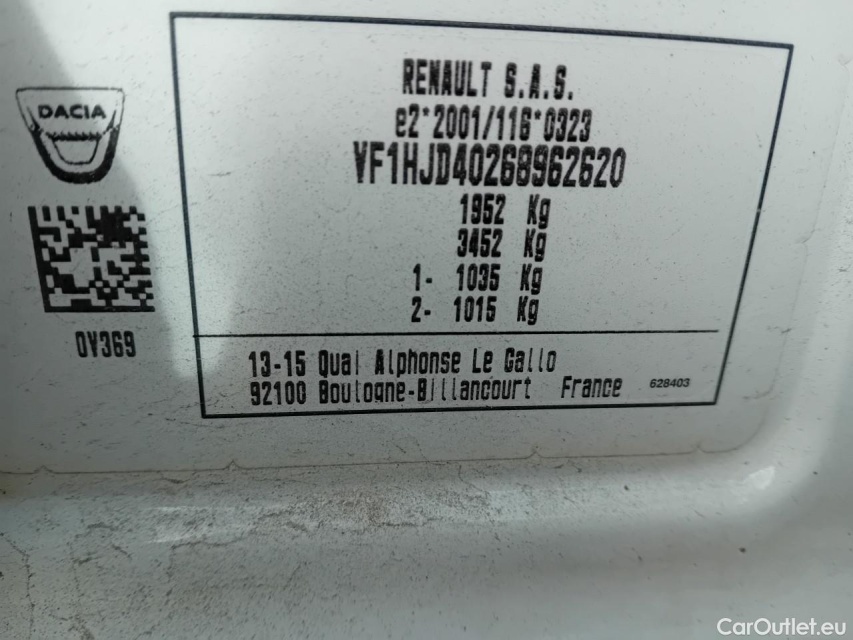 DACIA
RENAULT S.A.S.
e2*2001/116*0323
VF1HJD40268962620
1952 Kg
3452 Kg
1- 1035 Kg
2- 1015 Kg
0V369
13-15 Quai Alphonse Le Gallo
92100 Boulogne-Billancourt France 628403
CarOutlet.eu